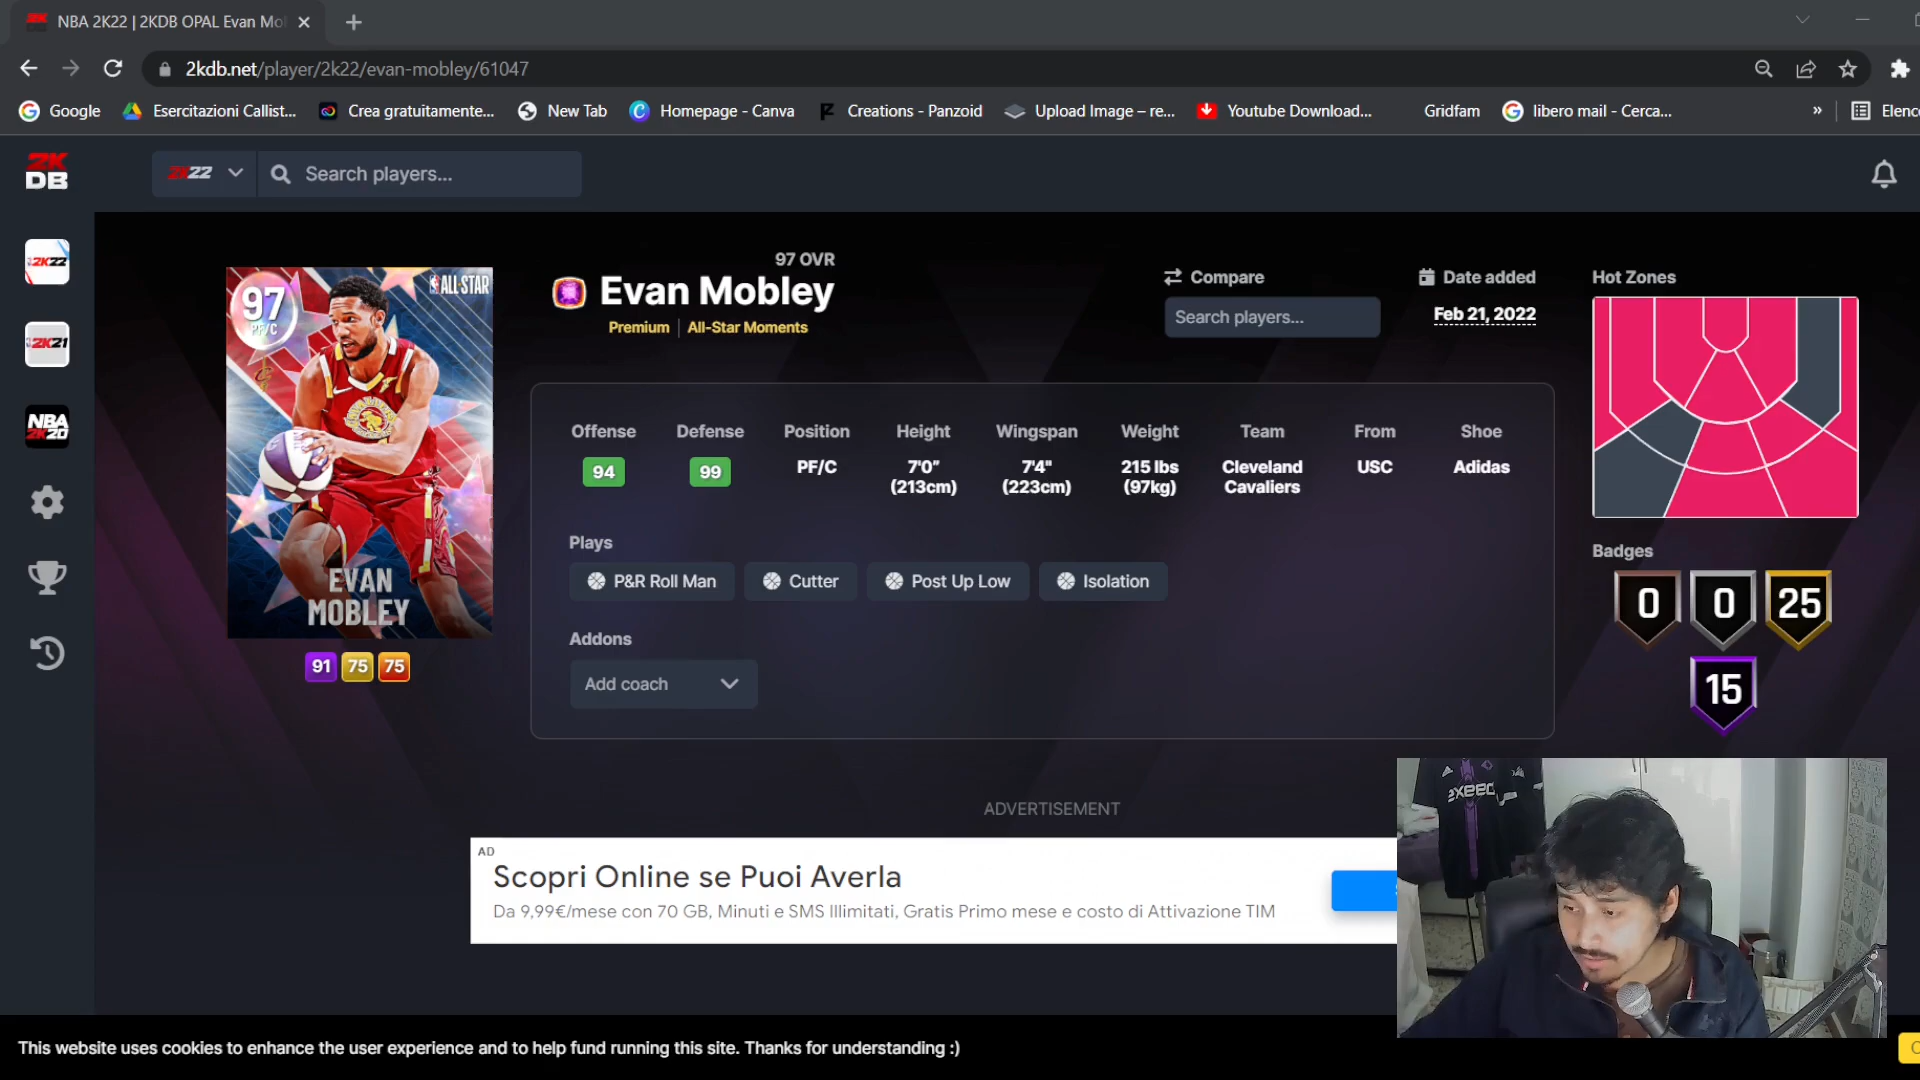 NBA 2K22 | 2KDB OPAL Evan Mo
2kdb.net/player/2k22/evan-mobley/61047
Google
Esercitazioni Callist...
Crea gratuitamente...
New Tab
Homepage - Canva
Creations - Panzoid
Upload Image – re...
Youtube Download...
Gridfam
libero mail - Cerca...
»
Elenco
2K DB
2K22
Search players...
2K22
2K21
NBA 2K20
97
PF/C
ALL-STAR
EVAN
MOBLEY
91 75 75
97 OVR
Evan Mobley
Premium | All-Star Moments
Compare
Search players...
Date added
Feb 21, 2022
Offense Defense Position Height Wingspan Weight Team From Shoe
94 99 PF/C 7'0" 7'4" 215 lbs Cleveland USC Adidas
(213cm) (223cm) (97kg) Cavaliers
Plays
P&R Roll Man
Cutter
Post Up Low
Isolation
Addons
Add coach
Hot Zones
Badges
0 0 25
15
ADVERTISEMENT
AD
Scopri Online se Puoi Averla
Da 9,99€/mese con 70 GB, Minuti e SMS Illimitati, Gratis Primo mese e costo di Attivazione TIM
exeed
This website uses cookies to enhance the user experience and to help fund running this site. Thanks for understanding :)